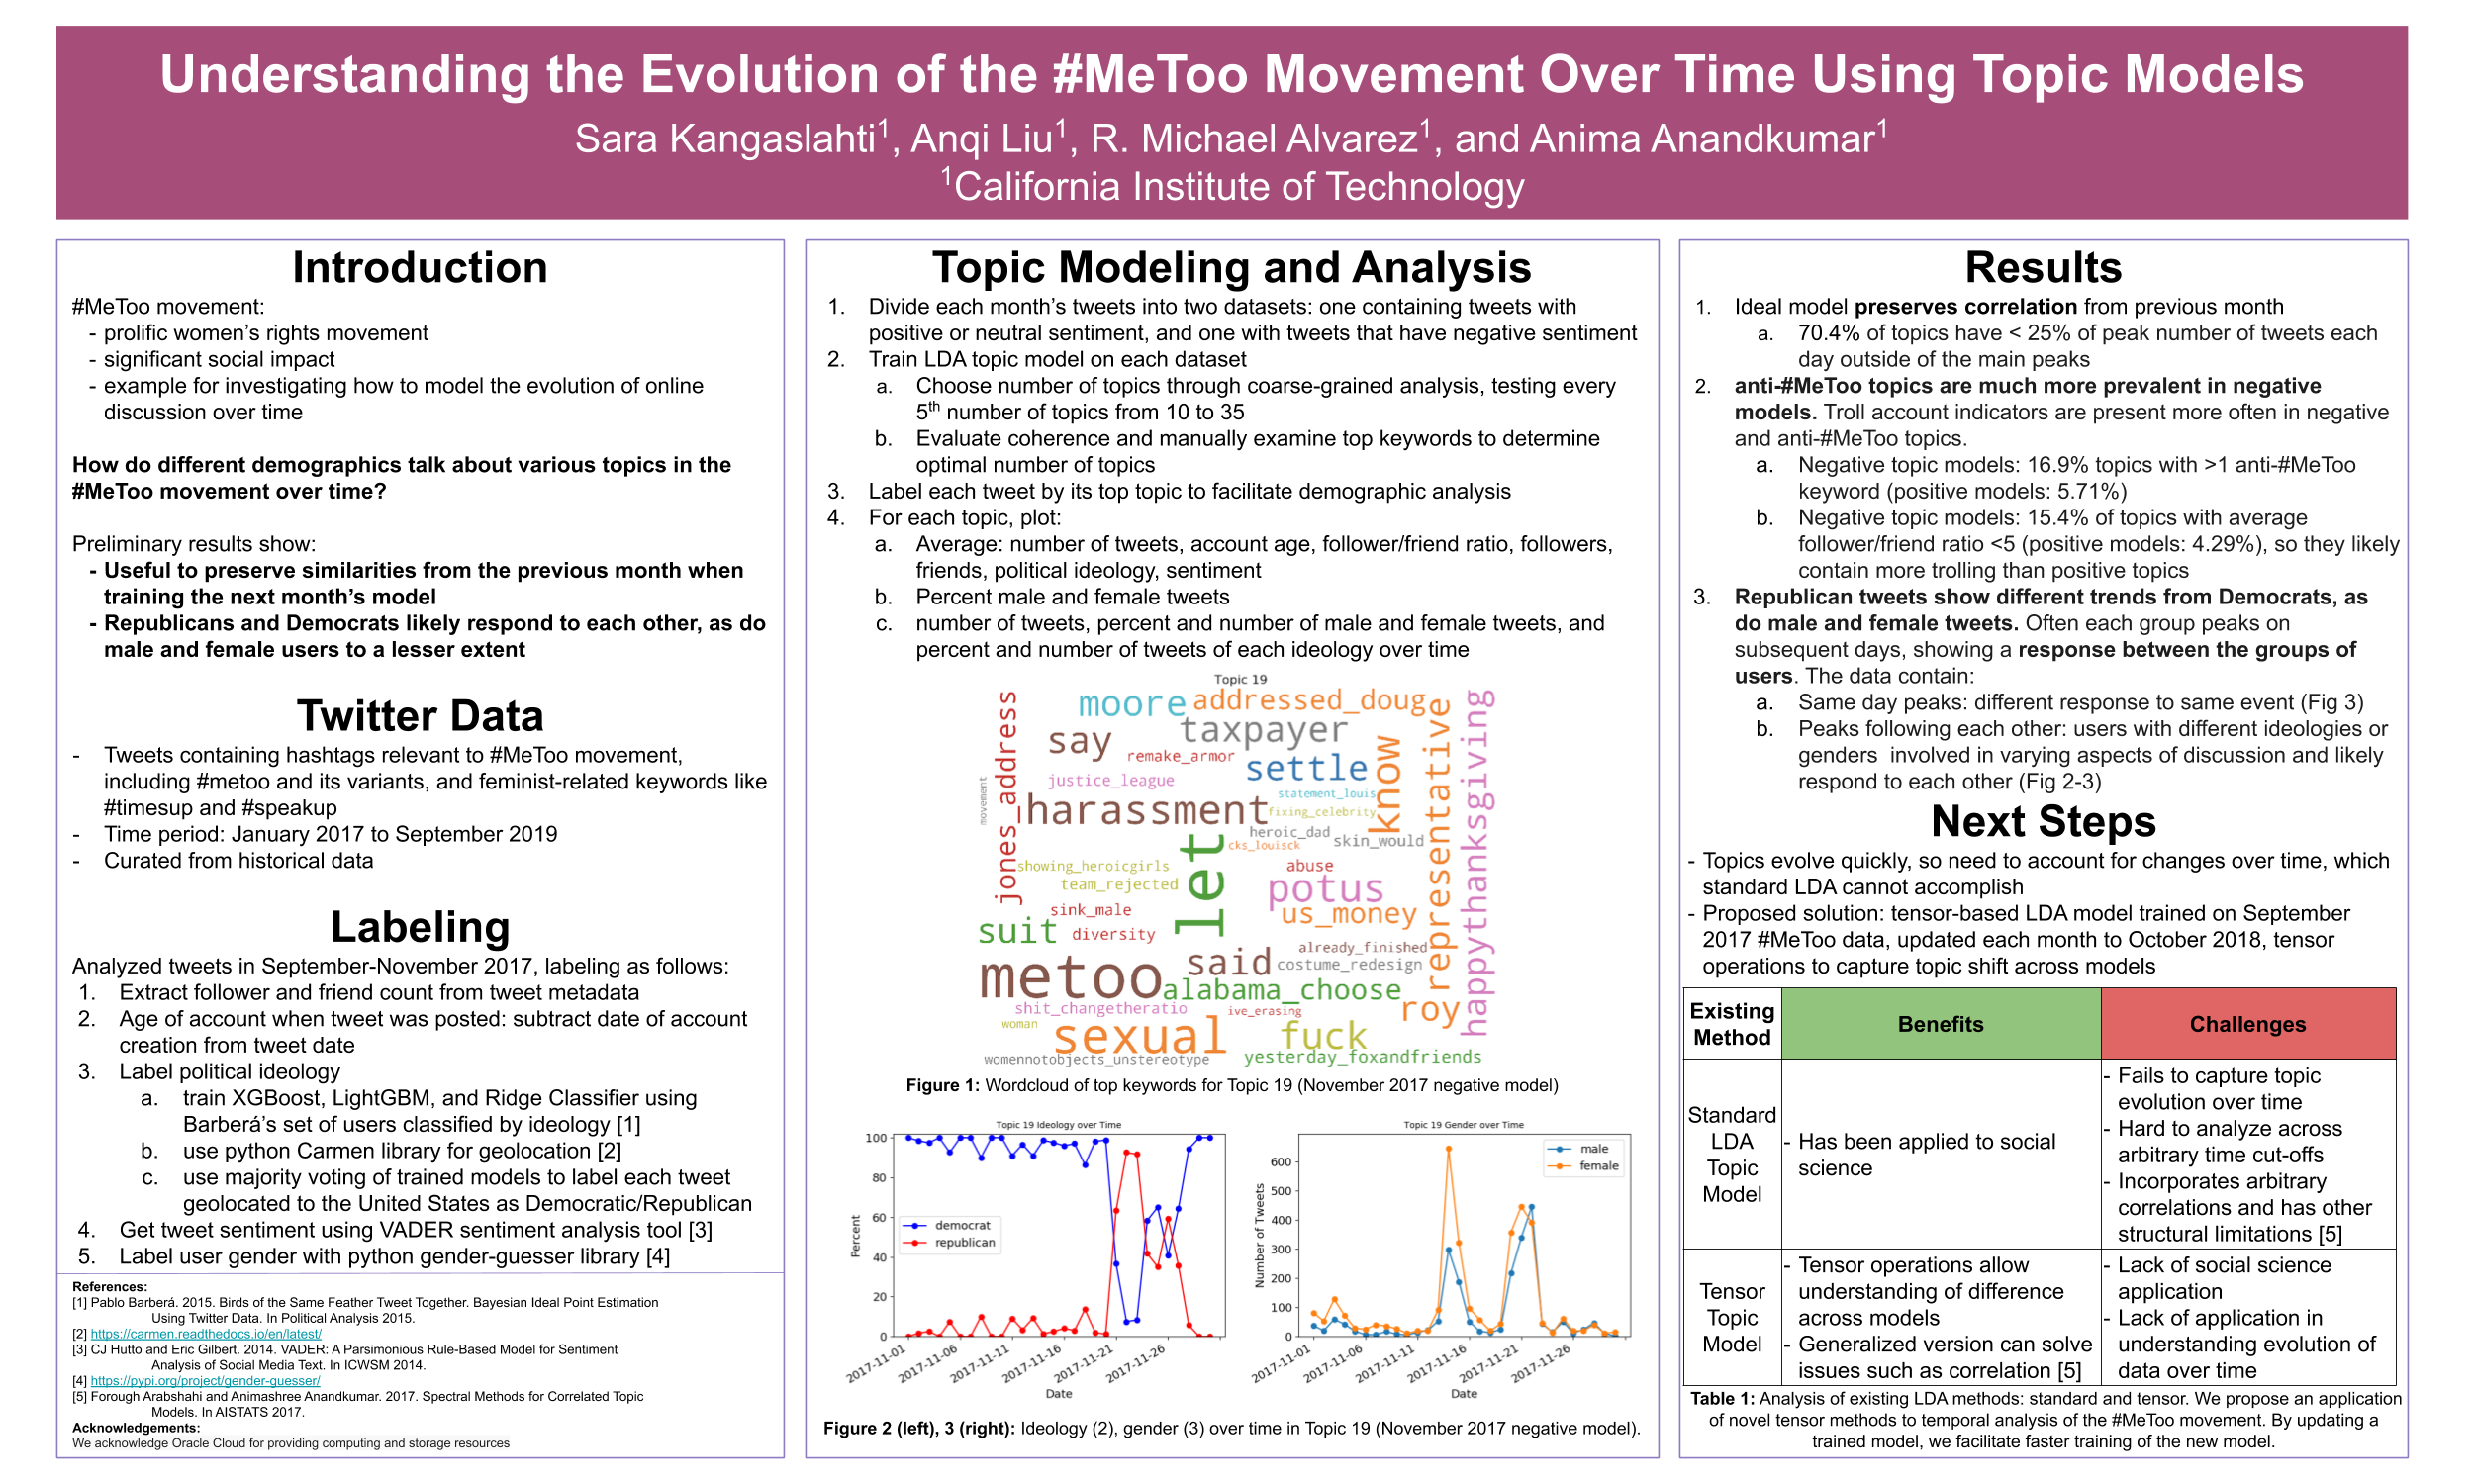 Understanding the Evolution of the #MeToo Movement Over Time Using Topic Models
Sara Kangaslahti1, Anqi Liu1, R. Michael Alvarez1, and Anima Anandkumar1
1California Institute of Technology
Introduction
#MeToo movement:
- prolific women's rights movement
- significant social impact
- example for investigating how to model the evolution of online
discussion over time
How do different demographics talk about various topics in the
#MeToo movement over time?
Preliminary results show:
- Useful to preserve similarities from the previous month when
training the next month's model
- Republicans and Democrats likely respond to each other, as do
male and female users to a lesser extent
Twitter Data
- Tweets containing hashtags relevant to #MeToo movement,
including #metoo and its variants, and feminist-related keywords like
#timesup and #speakup
- Time period: January 2017 to September 2019
- Curated from historical data
Labeling
Analyzed tweets in September-November 2017, labeling as follows:
1. Extract follower and friend count from tweet metadata
2. Age of account when tweet was posted: subtract date of account
creation from tweet date
3. Label political ideology
a. train XGBoost, LightGBM, and Ridge Classifier using
Barberá's set of users classified by ideology [1]
b. use python Carmen library for geolocation [2]
c. use majority voting of trained models to label each tweet
geolocated to the United States as Democratic/Republican
4. Get tweet sentiment using VADER sentiment analysis tool [3]
5. Label user gender with python gender-guesser library [4]
References:
[1] Pablo Barberá. 2015. Birds of the Same Feather Tweet Together. Bayesian Ideal Point Estimation
Using Twitter Data. In Political Analysis 2015.
[2] https://carmen.readthedocs.io/en/latest/
[3] CJ Hutto and Eric Gilbert. 2014. VADER: A Parsimonious Rule-Based Model for Sentiment
Analysis of Social Media Text. In ICWSM 2014.
[4] https://pypi.org/project/gender-guesser/
[5] Forough Arabshahi and Animashree Anandkumar. 2017. Spectral Methods for Correlated Topic
Models. In AISTATS 2017.
Acknowledgements:
We acknowledge Oracle Cloud for providing computing and storage resources
Topic Modeling and Analysis
1. Divide each month's tweets into two datasets: one containing tweets with
positive or neutral sentiment, and one with tweets that have negative sentiment
2. Train LDA topic model on each dataset
a. Choose number of topics through coarse-grained analysis, testing every
5th number of topics from 10 to 35
b. Evaluate coherence and manually examine top keywords to determine
optimal number of topics
3. Label each tweet by its top topic to facilitate demographic analysis
4. For each topic, plot:
a. Average: number of tweets, account age, follower/friend ratio, followers,
friends, political ideology, sentiment
b. Percent male and female tweets
c. number of tweets, percent and number of male and female tweets, and
percent and number of tweets of each ideology over time
Topic 19
moore
addressed_doug
jones_address
say
taxpayer
remake_armor
know
representative
happythanksgiving
settle
justice_league
movement
statement_louis
harassment
fixing_celebrity
heroic_dad
let
cks_louisck
skin_would
showing_heroicgirls
abuse
team_rejected
potus
sink_male
us_money
suit
diversity
already_finished
said
costume_redesign
metoo
alabama_choose
shit_changetheratio
ive_erasing
roy
woman
sexual
fuck
womennotobjects_unstereotype
yesterday_foxandfriends
Figure 1: Wordcloud of top keywords for Topic 19 (November 2017 negative model)
Topic 19 Ideology over Time
Percent
100
80
60
40
20
0
democrat
republican
2017-11-01
2017-11-06
2017-11-11
2017-11-16
2017-11-21
2017-11-26
Date
Topic 19 Gender over Time
Number of Tweets
600
500
400
300
200
100
0
male
female
2017-11-01
2017-11-06
2017-11-11
2017-11-16
2017-11-21
2017-11-26
Date
Figure 2 (left), 3 (right): Ideology (2), gender (3) over time in Topic 19 (November 2017 negative model).
Results
1. Ideal model preserves correlation from previous month
a. 70.4% of topics have < 25% of peak number of tweets each
day outside of the main peaks
2. anti-#MeToo topics are much more prevalent in negative
models. Troll account indicators are present more often in negative
and anti-#MeToo topics.
a. Negative topic models: 16.9% topics with >1 anti-#MeToo
keyword (positive models: 5.71%)
b. Negative topic models: 15.4% of topics with average
follower/friend ratio <5 (positive models: 4.29%), so they likely
contain more trolling than positive topics
3. Republican tweets show different trends from Democrats, as
do male and female tweets. Often each group peaks on
subsequent days, showing a response between the groups of
users. The data contain:
a. Same day peaks: different response to same event (Fig 3)
b. Peaks following each other: users with different ideologies or
genders involved in varying aspects of discussion and likely
respond to each other (Fig 2-3)
Next Steps
- Topics evolve quickly, so need to account for changes over time, which
standard LDA cannot accomplish
- Proposed solution: tensor-based LDA model trained on September
2017 #MeToo data, updated each month to October 2018, tensor
operations to capture topic shift across models
Existing
Method
Benefits
Challenges
Standard
LDA
Topic
Model
- Has been applied to social
science
- Fails to capture topic
evolution over time
- Hard to analyze across
arbitrary time cut-offs
- Incorporates arbitrary
correlations and has other
structural limitations [5]
Tensor
Topic
Model
- Tensor operations allow
understanding of difference
across models
- Generalized version can solve
issues such as correlation [5]
- Lack of social science
application
- Lack of application in
understanding evolution of
data over time
Table 1: Analysis of existing LDA methods: standard and tensor. We propose an application
of novel tensor methods to temporal analysis of the #MeToo movement. By updating a
trained model, we facilitate faster training of the new model.